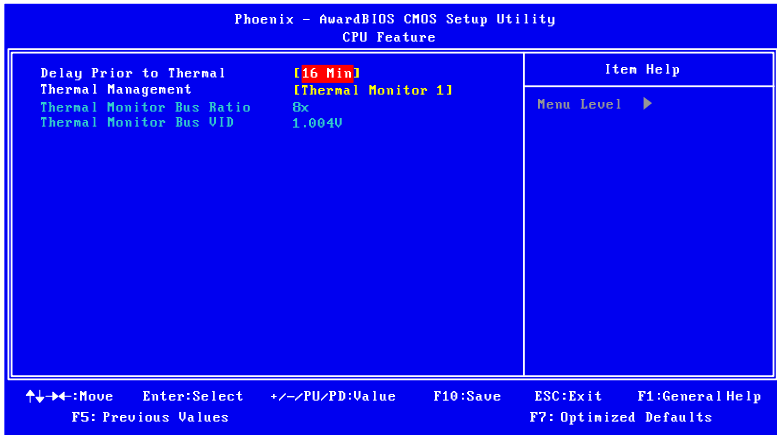 Phoenix - AwardBIOS CMOS Setup Utility
CPU Feature
Delay Prior to Thermal [16 Min]
Thermal Management [Thermal Monitor 1]
Thermal Monitor Bus Ratio 8x
Thermal Monitor Bus VID 1.004V
Item Help
Menu Level ▶
↑↓→←:Move Enter:Select +/-/PU/PD:Value F10:Save ESC:Exit F1:General Help
F5: Previous Values F7: Optimized Defaults